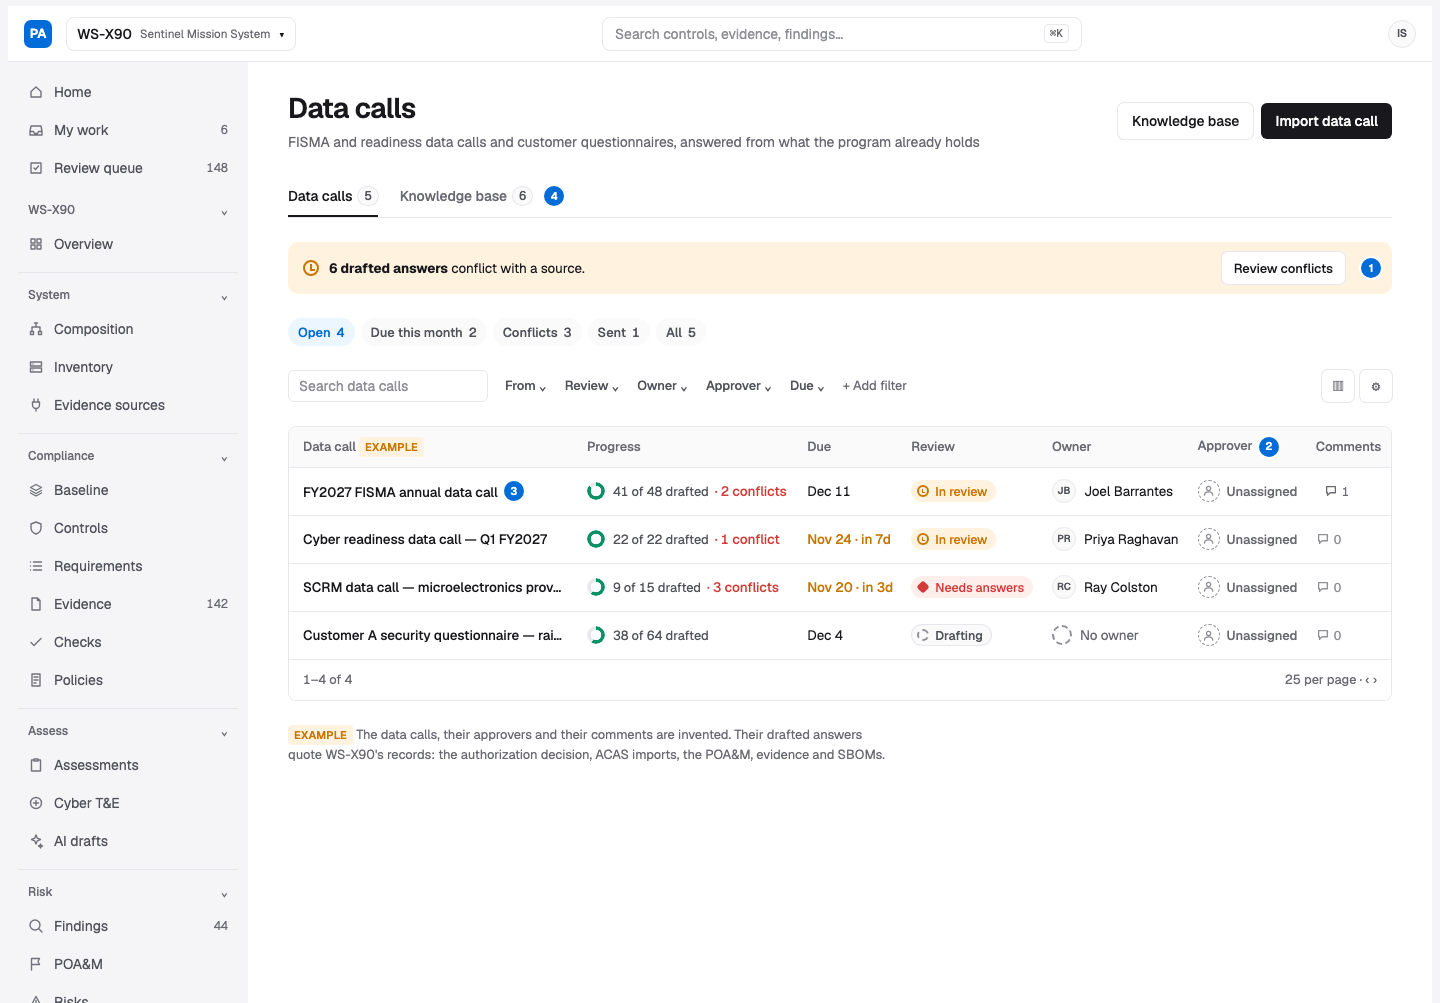 PA WS-X90 Sentinel Mission System ▾ Search controls, evidence, findings… ⌘K IS
Home
My work 6
Review queue 148
WS-X90
Overview
System
Composition
Inventory
Evidence sources
Compliance
Baseline
Controls
Requirements
Evidence 142
Checks
Policies
Assess
Assessments
Cyber T&E
AI drafts
Risk
Findings 44
POA&M
Risks
Data calls
FISMA and readiness data calls and customer questionnaires, answered from what the program already holds
Knowledge base Import data call
Data calls 5 Knowledge base 6 4
6 drafted answers conflict with a source. Review conflicts 1
Open 4 Due this month 2 Conflicts 3 Sent 1 All 5
Search data calls From Review Owner Approver Due + Add filter
Data call EXAMPLE Progress Due Review Owner Approver 2 Comments
FY2027 FISMA annual data call 3 41 of 48 drafted · 2 conflicts Dec 11 In review JB Joel Barrantes Unassigned 1
Cyber readiness data call — Q1 FY2027 22 of 22 drafted · 1 conflict Nov 24 · in 7d In review PR Priya Raghavan Unassigned 0
SCRM data call — microelectronics prov… 9 of 15 drafted · 3 conflicts Nov 20 · in 3d Needs answers RC Ray Colston Unassigned 0
Customer A security questionnaire — rai… 38 of 64 drafted Dec 4 Drafting No owner Unassigned 0
1–4 of 4 25 per page · ‹ ›
EXAMPLE The data calls, their approvers and their comments are invented. Their drafted answers
quote WS-X90's records: the authorization decision, ACAS imports, the POA&M, evidence and SBOMs.